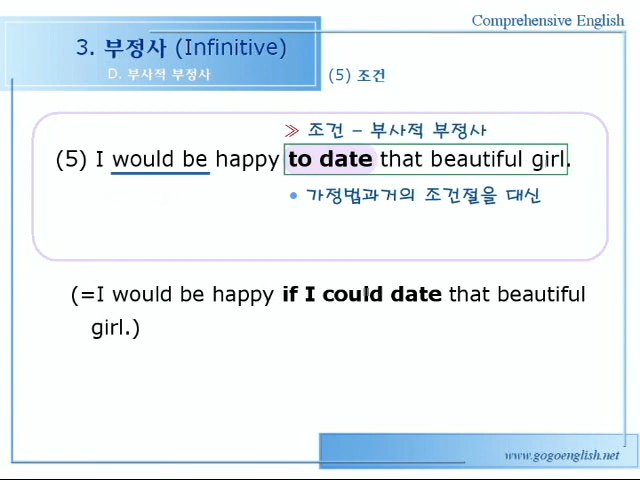 Comprehensive English
3. 부정사 (Infinitive)
D. 부사적 부정사
(5) 조건
≫ 조건 – 부사적 부정사
(5) I would be happy to date that beautiful girl.
• 가정법과거의 조건절을 대신
(=I would be happy if I could date that beautiful
girl.)
www.gogoenglish.net